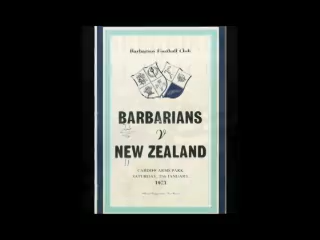 Barbarian Football Club
BARBARIANS
V
NEW ZEALAND
CARDIFF ARMS PARK
SATURDAY, 27th JANUARY
1973